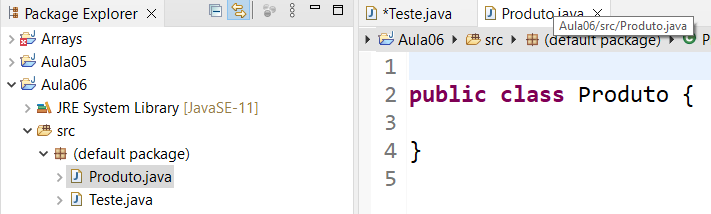 Package Explorer
Arrays
Aula05
Aula06
JRE System Library [JavaSE-11]
src
(default package)
Produto.java
Teste.java
*Teste.java
Produto.java
Aula06/src/Produto.java
Aula06
src
(default package)
1
2 public class Produto {
3
4 }
5